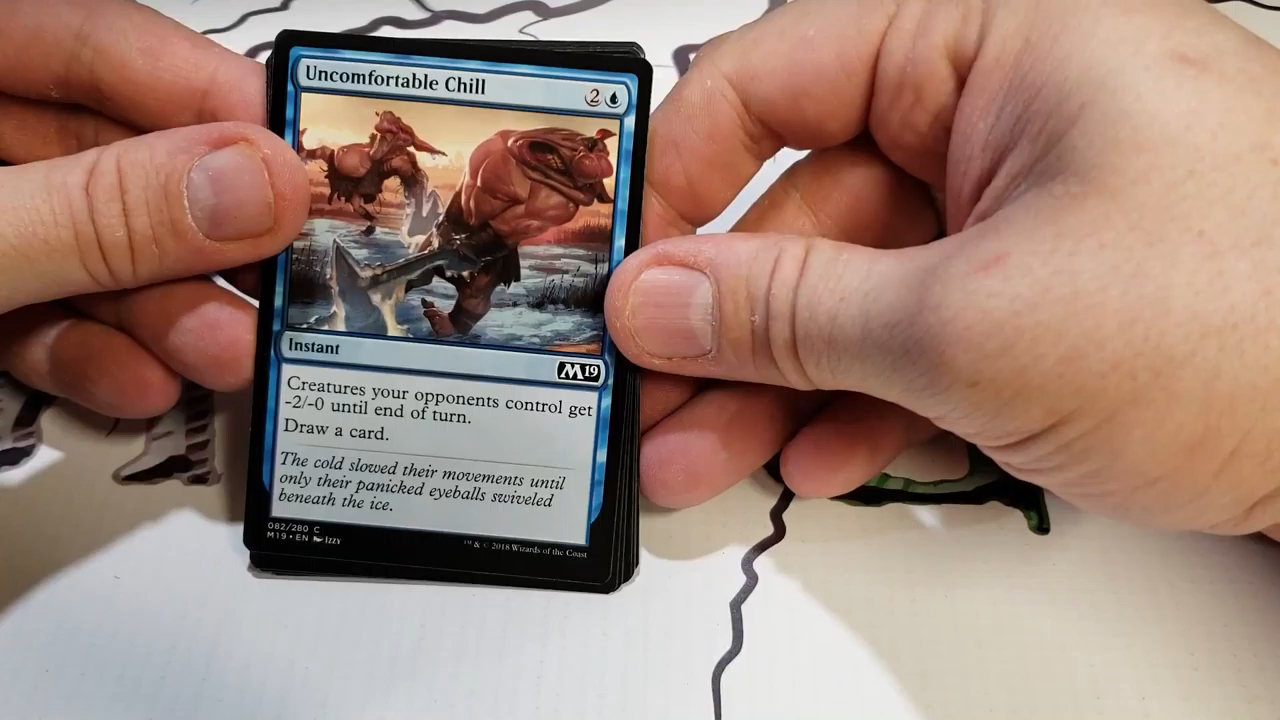 Uncomfortable Chill 2
Instant
M19
Creatures your opponents control get
-2/-0 until end of turn.
Draw a card.
The cold slowed their movements until
only their panicked eyeballs swiveled
beneath the ice.
082/280 C
M19 • EN Izzy
™ & © 2018 Wizards of the Coast